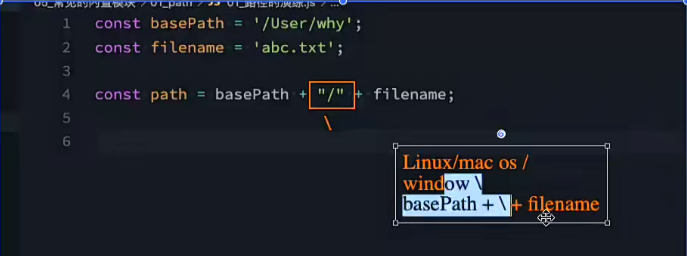 05_常见的内置模块 / 01_path / JS 01_路径的演练.js / ...
1 const basePath = '/User/why';
2 const filename = 'abc.txt';
3
4 const path = basePath + "/" + filename;
5
\
6
Linux/mac os /
window \
basePath + \ + filename